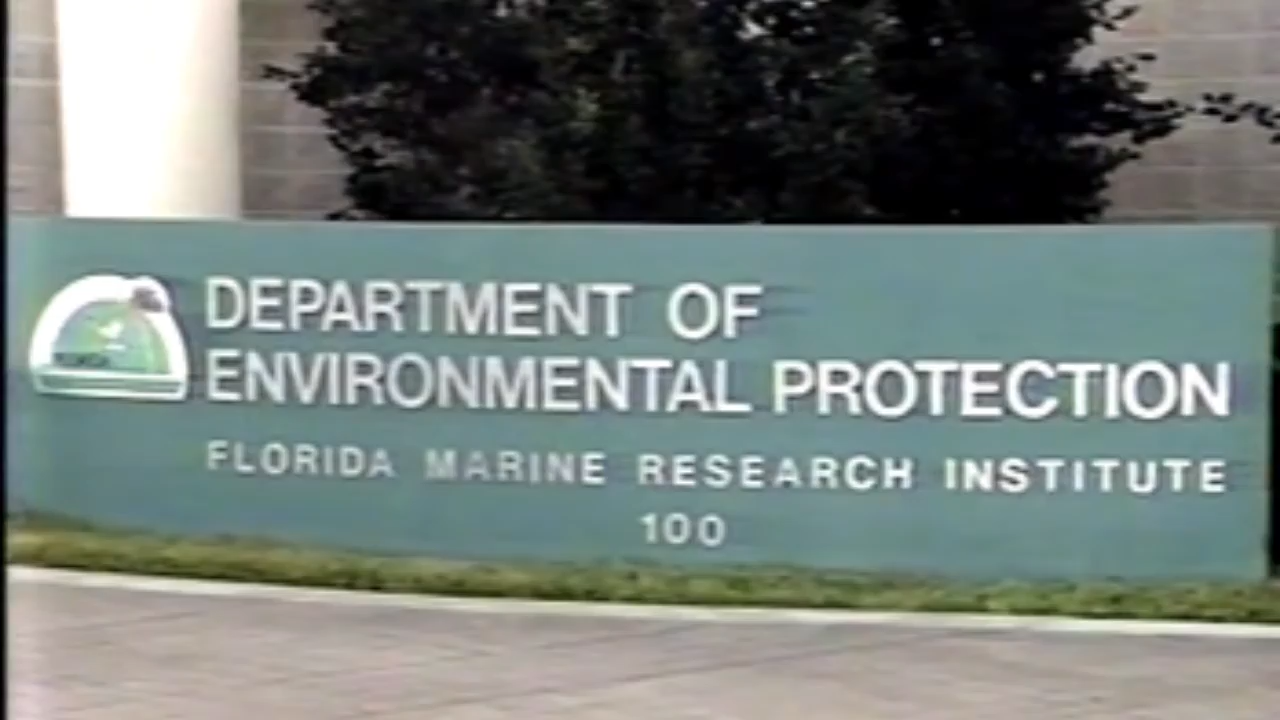 DEPARTMENT OF
ENVIRONMENTAL PROTECTION
FLORIDA MARINE RESEARCH INSTITUTE
100